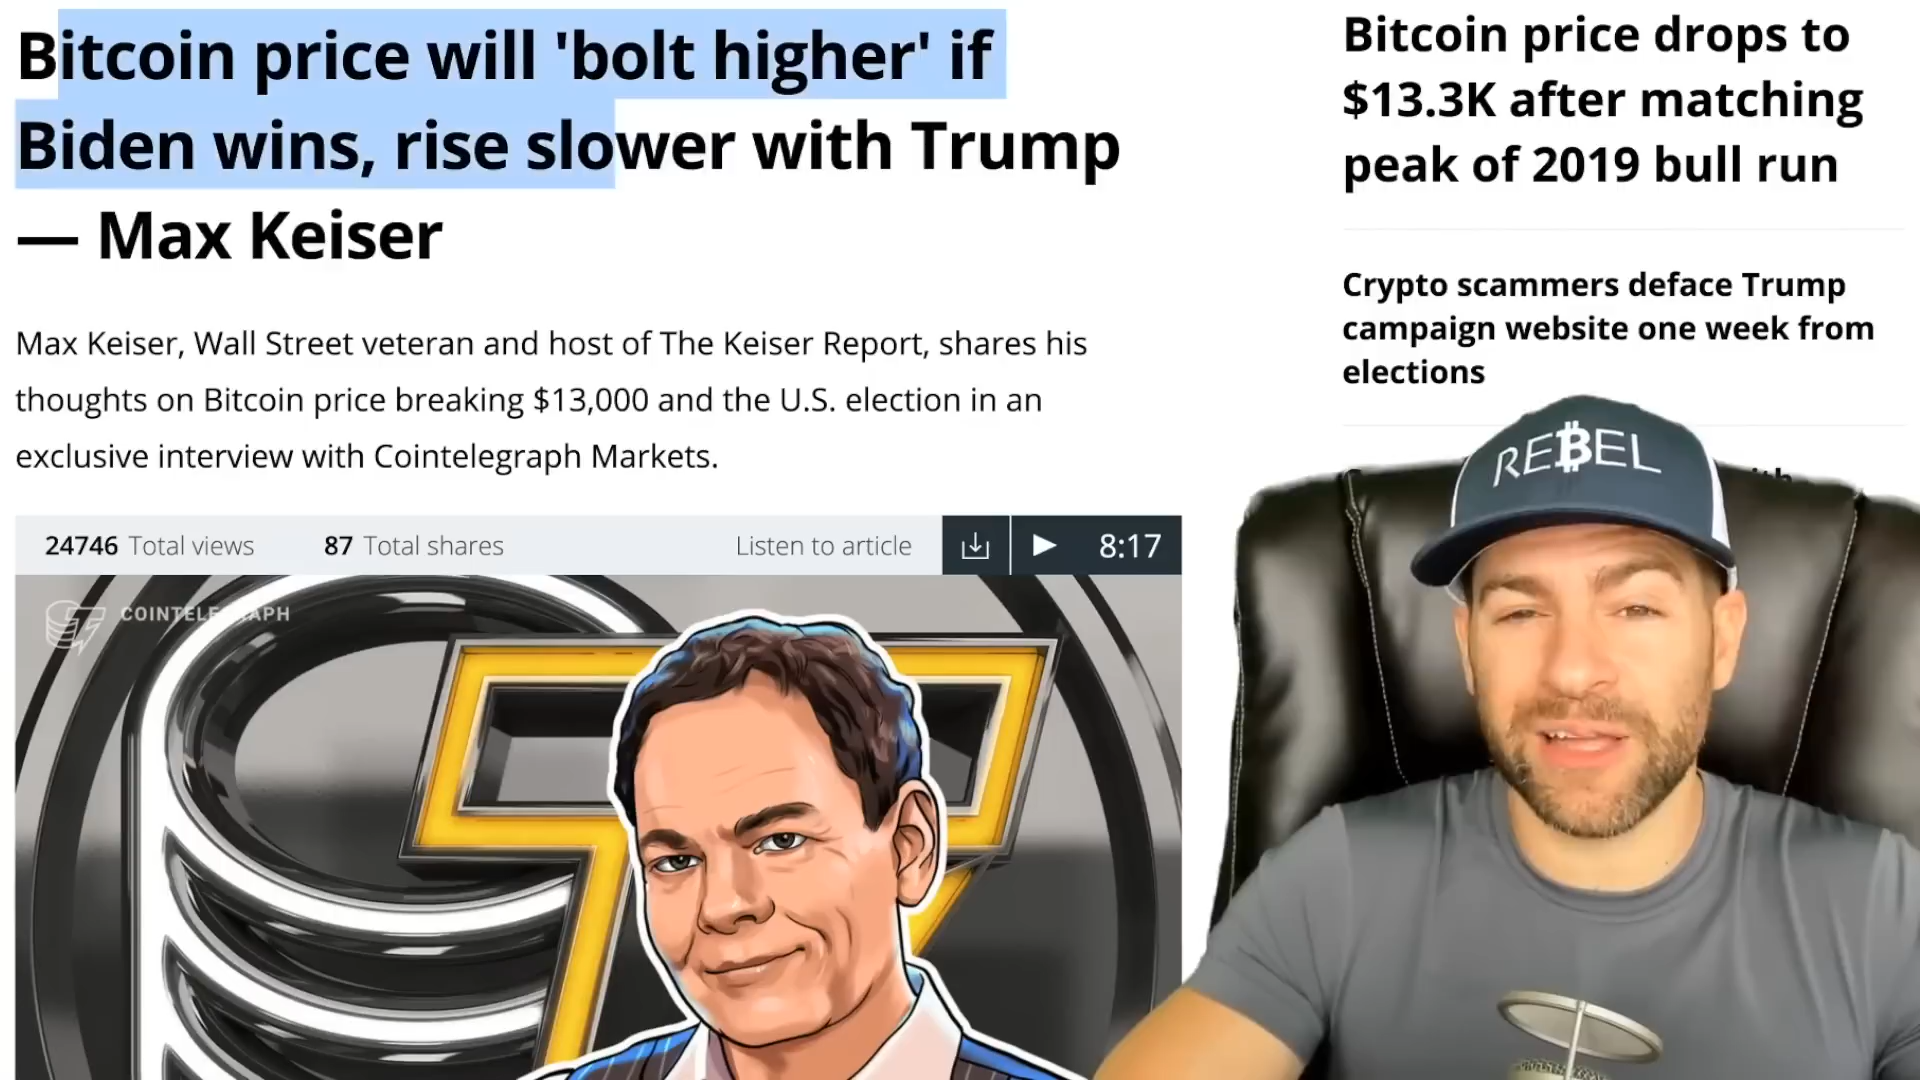 Bitcoin price will 'bolt higher' if
Biden wins, rise slower with Trump
— Max Keiser
Max Keiser, Wall Street veteran and host of The Keiser Report, shares his
thoughts on Bitcoin price breaking $13,000 and the U.S. election in an
exclusive interview with Cointelegraph Markets.
24746 Total views 87 Total shares Listen to article 8:17
COINTELEGRAPH
Bitcoin price drops to
$13.3K after matching
peak of 2019 bull run
Crypto scammers deface Trump
campaign website one week from
elections
REBEL